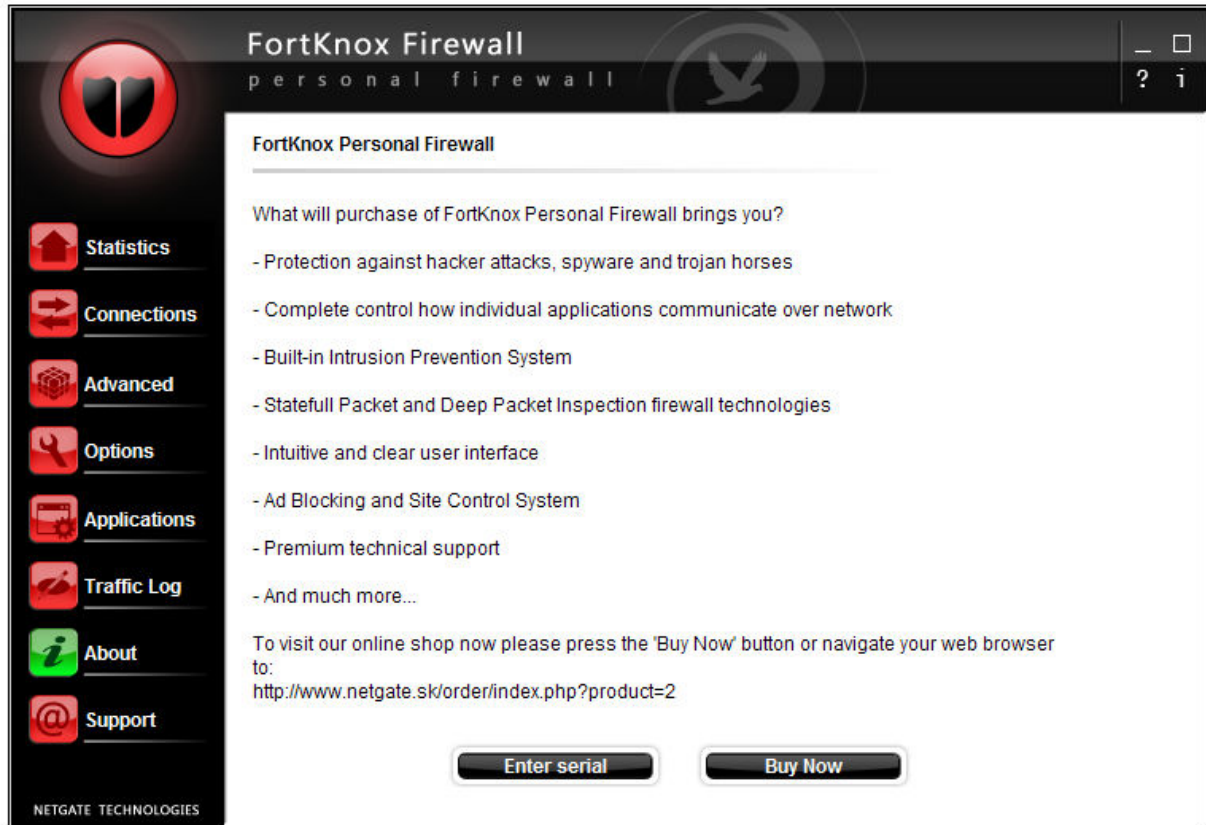 FortKnox Firewall
personal firewall
? i
FortKnox Personal Firewall
What will purchase of FortKnox Personal Firewall brings you?
- Protection against hacker attacks, spyware and trojan horses
- Complete control how individual applications communicate over network
- Built-in Intrusion Prevention System
- Statefull Packet and Deep Packet Inspection firewall technologies
- Intuitive and clear user interface
- Ad Blocking and Site Control System
- Premium technical support
- And much more...
To visit our online shop now please press the 'Buy Now' button or navigate your web browser
to:
http://www.netgate.sk/order/index.php?product=2
Enter serial
Buy Now
Statistics
Connections
Advanced
Options
Applications
Traffic Log
About
Support
NETGATE TECHNOLOGIES